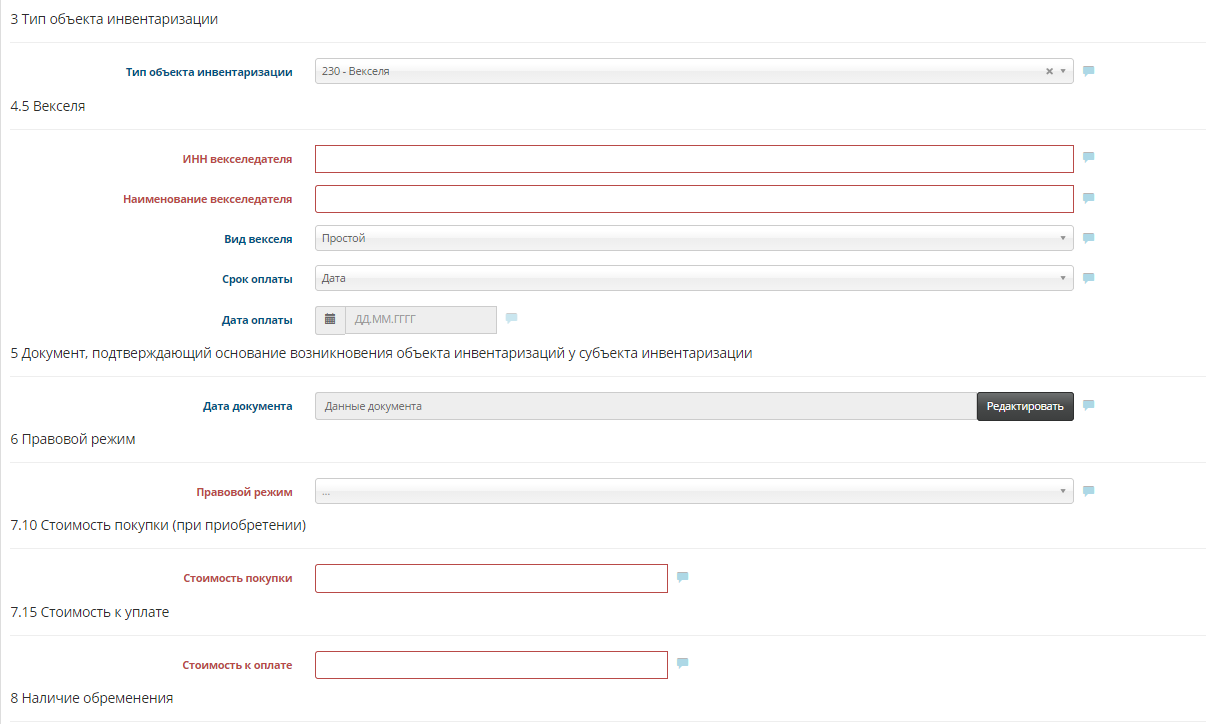 3 Тип объекта инвентаризации
Тип объекта инвентаризации 230 - Векселя
4.5 Векселя
ИНН векселедателя
Наименование векселедателя
Вид векселя Простой
Срок оплаты Дата
Дата оплаты ДД.ММ.ГГГГ
5 Документ, подтверждающий основание возникновения объекта инвентаризаций у субъекта инвентаризации
Дата документа Данные документа Редактировать
6 Правовой режим
Правовой режим ...
7.10 Стоимость покупки (при приобретении)
Стоимость покупки
7.15 Стоимость к уплате
Стоимость к оплате
8 Наличие обременения